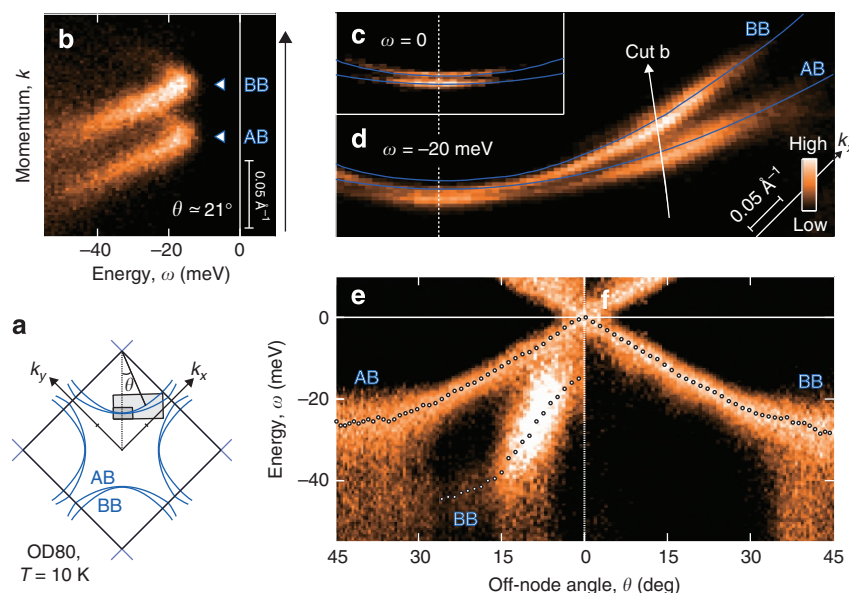 b
Momentum, k
BB
AB
0.05 Å⁻¹
θ ≃ 21°
−40
−20
0
Energy, ω (meV)
c
ω = 0
d
ω = −20 meV
Cut b
BB
AB
High
Low
0.05 Å⁻¹
a
k_y
k_x
θ
AB
BB
OD80,
T = 10 K
e
f
0
−20
−40
Energy, ω (meV)
AB
BB
BB
45
30
15
0
15
30
45
Off-node angle, θ (deg)